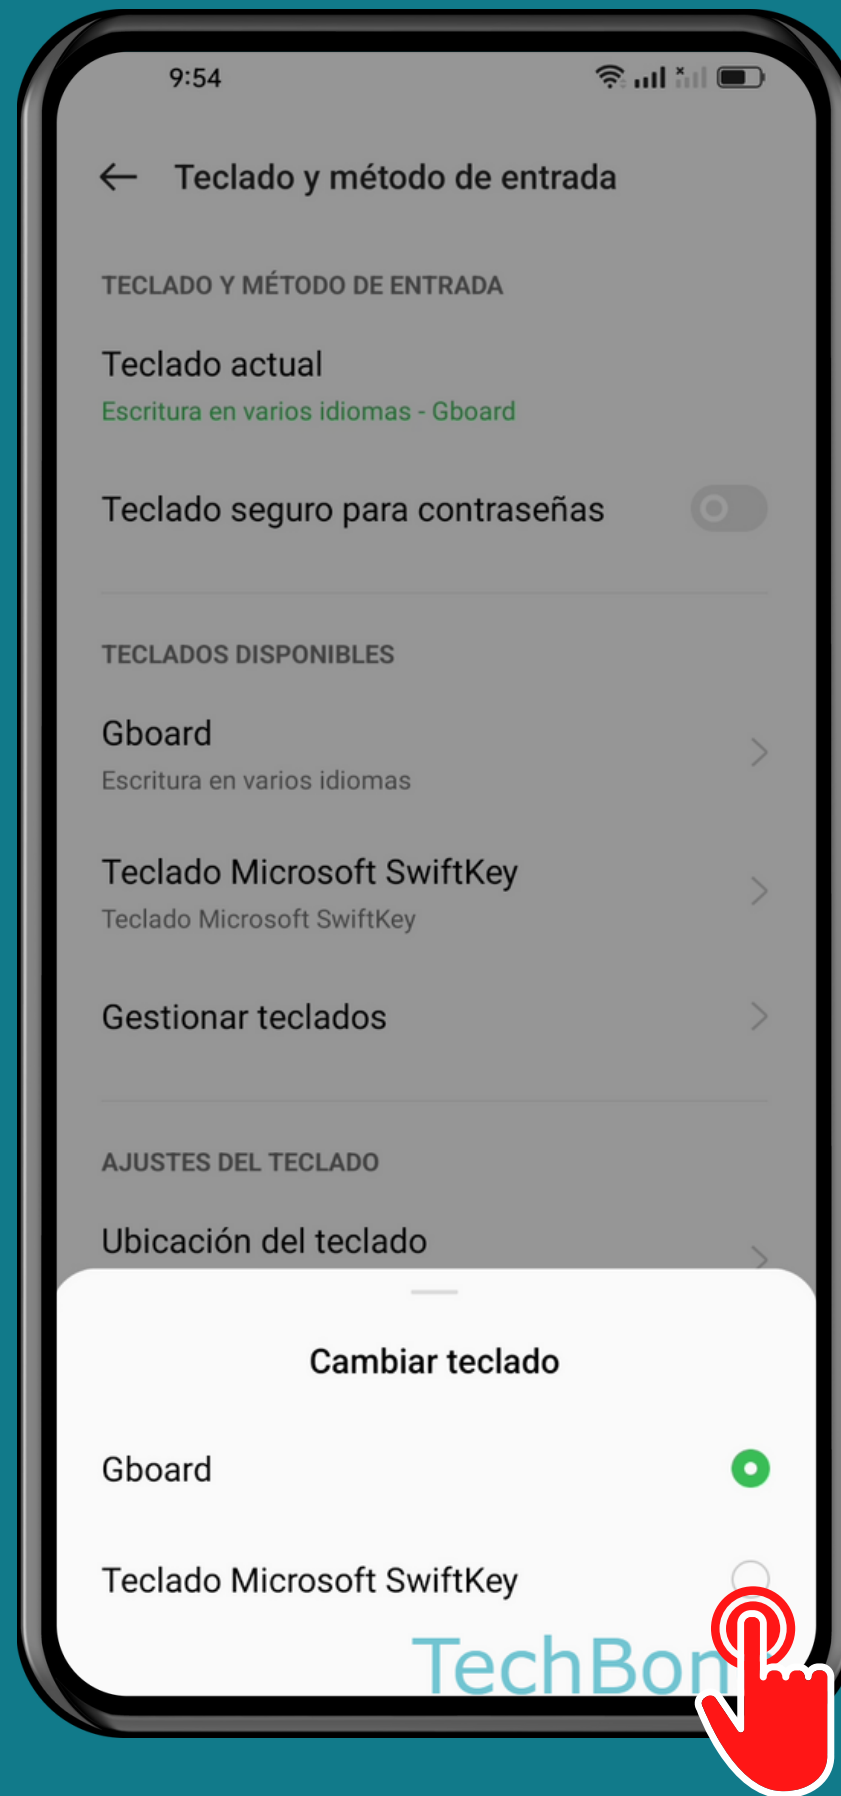 9:54
Teclado y método de entrada
TECLADO Y MÉTODO DE ENTRADA
Teclado actual
Escritura en varios idiomas - Gboard
Teclado seguro para contraseñas
TECLADOS DISPONIBLES
Gboard
Escritura en varios idiomas
Teclado Microsoft SwiftKey
Teclado Microsoft SwiftKey
Gestionar teclados
AJUSTES DEL TECLADO
Ubicación del teclado
Cambiar teclado
Gboard
Teclado Microsoft SwiftKey